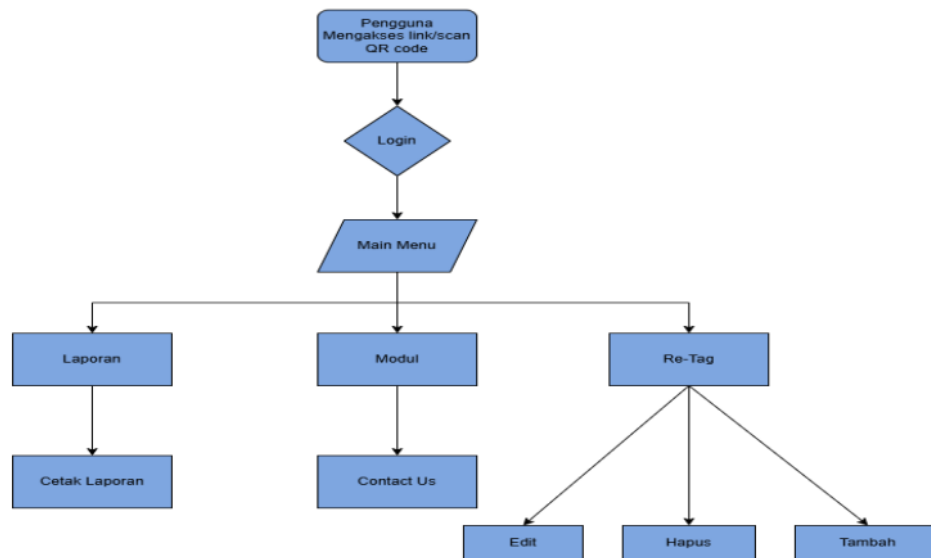 Pengguna
Mengakses link/scan
QR code
Login
Main Menu
Laporan
Modul
Re-Tag
Cetak Laporan
Contact Us
Edit
Hapus
Tambah